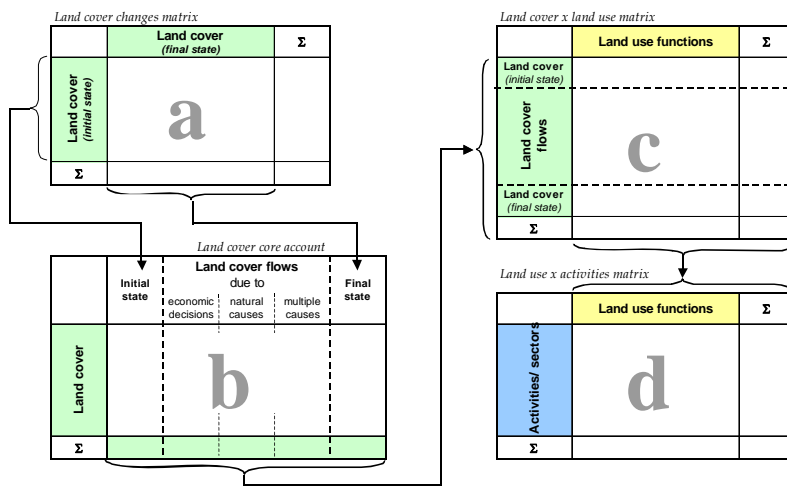 Land cover changes matrix
Land cover
(final state)
Σ
Land cover
(initial state)
a
Σ
Land cover core account
Initial
state
Land cover flows
due to
economic
decisions
natural
causes
multiple
causes
Final
state
Land cover
b
Σ
Land cover x land use matrix
Land use functions
Σ
Land cover
(initial state)
Land cover
flows
c
Land cover
(final state)
Σ
Land use x activities matrix
Land use functions
Σ
Activities/ sectors
d
Σ